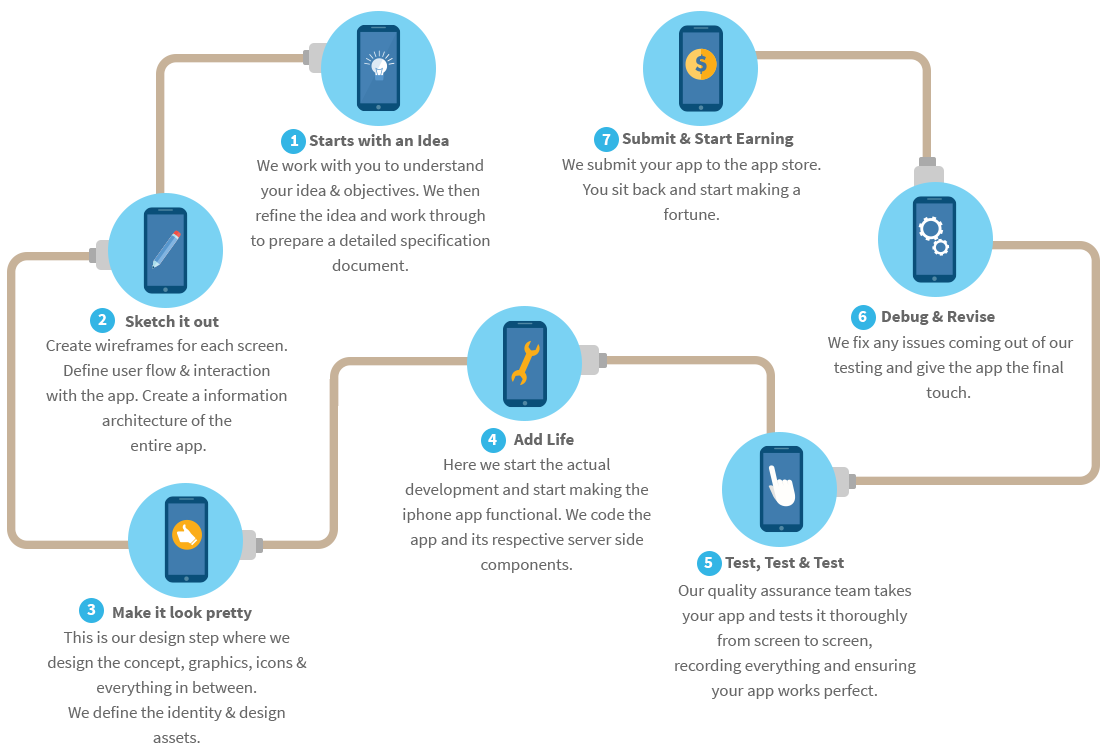 1 Starts with an Idea
We work with you to understand
your idea & objectives. We then
refine the idea and work through
to prepare a detailed specification
document.
2 Sketch it out
Create wireframes for each screen.
Define user flow & interaction
with the app. Create a information
architecture of the
entire app.
3 Make it look pretty
This is our design step where we
design the concept, graphics, icons &
everything in between.
We define the identity & design
assets.
4 Add Life
Here we start the actual
development and start making the
iphone app functional. We code the
app and its respective server side
components.
5 Test, Test & Test
Our quality assurance team takes
your app and tests it thoroughly
from screen to screen,
recording everything and ensuring
your app works perfect.
6 Debug & Revise
We fix any issues coming out of our
testing and give the app the final
touch.
$
7 Submit & Start Earning
We submit your app to the app store.
You sit back and start making a
fortune.